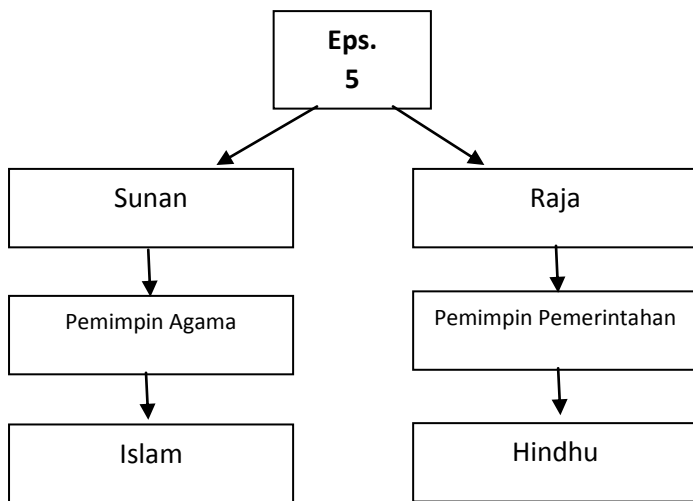 Eps.
5
Sunan
Raja
Pemimpin Agama
Pemimpin Pemerintahan
Islam
Hindhu